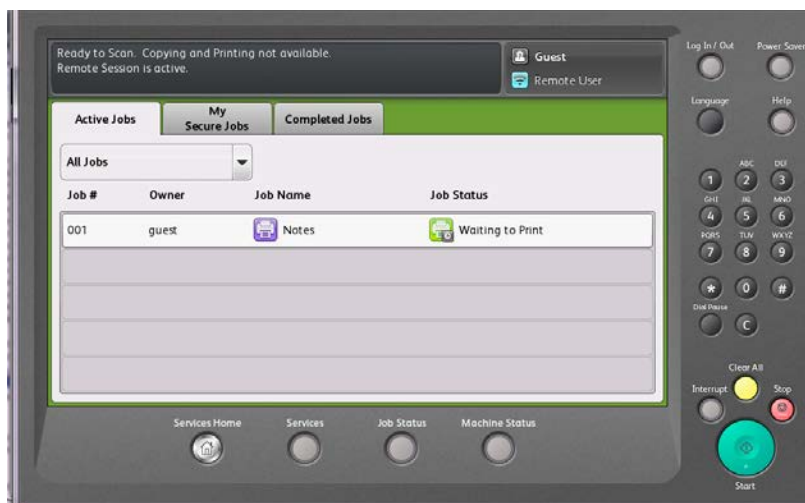 Ready to Scan. Copying and Printing not available.
Remote Session is active.
Guest
Remote User
Log In / Out
Power Saver
Language
Help
Active Jobs
My
Secure Jobs
Completed Jobs
All Jobs
Job # Owner Job Name Job Status
001 guest Notes Waiting to Print
ABC DEF
1 2 3
GHI JKL MNO
4 5 6
PQRS TUV WXYZ
7 8 9
* 0 #
Dial Pause
C
Clear All
Interrupt
Stop
Start
Services Home Services Job Status Machine Status